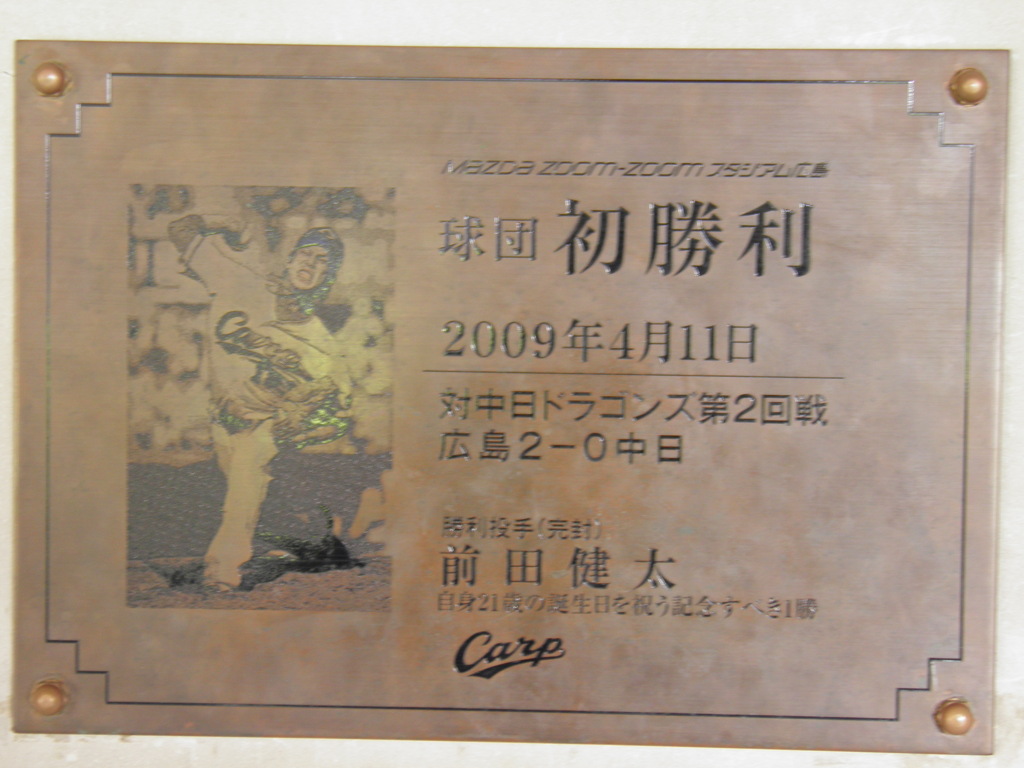 Mazda Zoom-Zoom スタジアム広島
球団 初勝利
2009年4月11日
対中日ドラゴンズ第2回戦
広島2-0中日
勝利投手(完封)
前田健太
自身21歳の誕生日を祝う記念すべき1勝
Carp